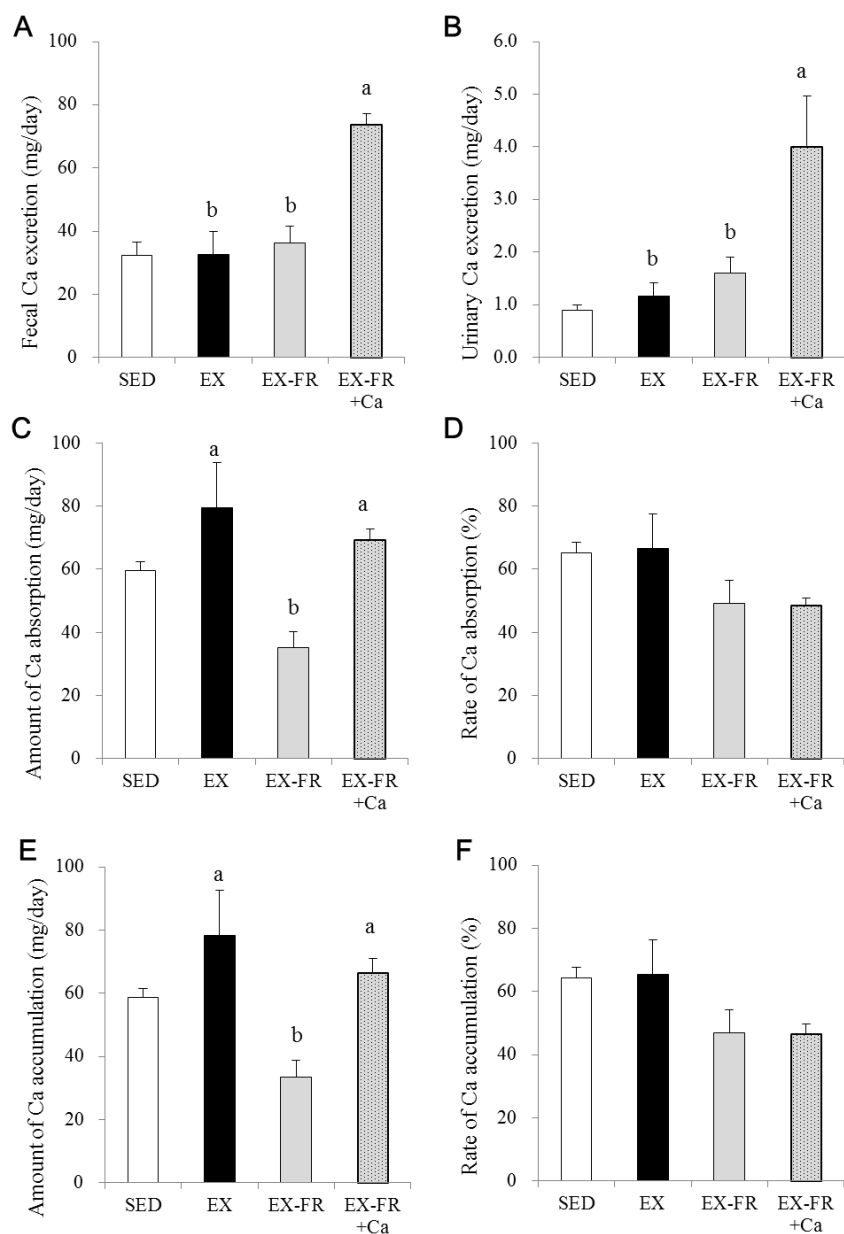 A
Fecal Ca excretion (mg/day)
100
80
60
40
20
0
b
b
a
SED
EX
EX-FR
EX-FR
+Ca
B
Urinary Ca excretion (mg/day)
6.0
5.0
4.0
3.0
2.0
1.0
0.0
b
b
a
SED
EX
EX-FR
EX-FR
+Ca
C
Amount of Ca absorption (mg/day)
100
80
60
40
20
0
a
b
a
SED
EX
EX-FR
EX-FR
+Ca
D
Rate of Ca absorption (%)
100
80
60
40
20
0
SED
EX
EX-FR
EX-FR
+Ca
E
Amount of Ca accumulation (mg/day)
100
80
60
40
20
0
a
b
a
SED
EX
EX-FR
EX-FR
+Ca
F
Rate of Ca accumulation (%)
100
80
60
40
20
0
SED
EX
EX-FR
EX-FR
+Ca